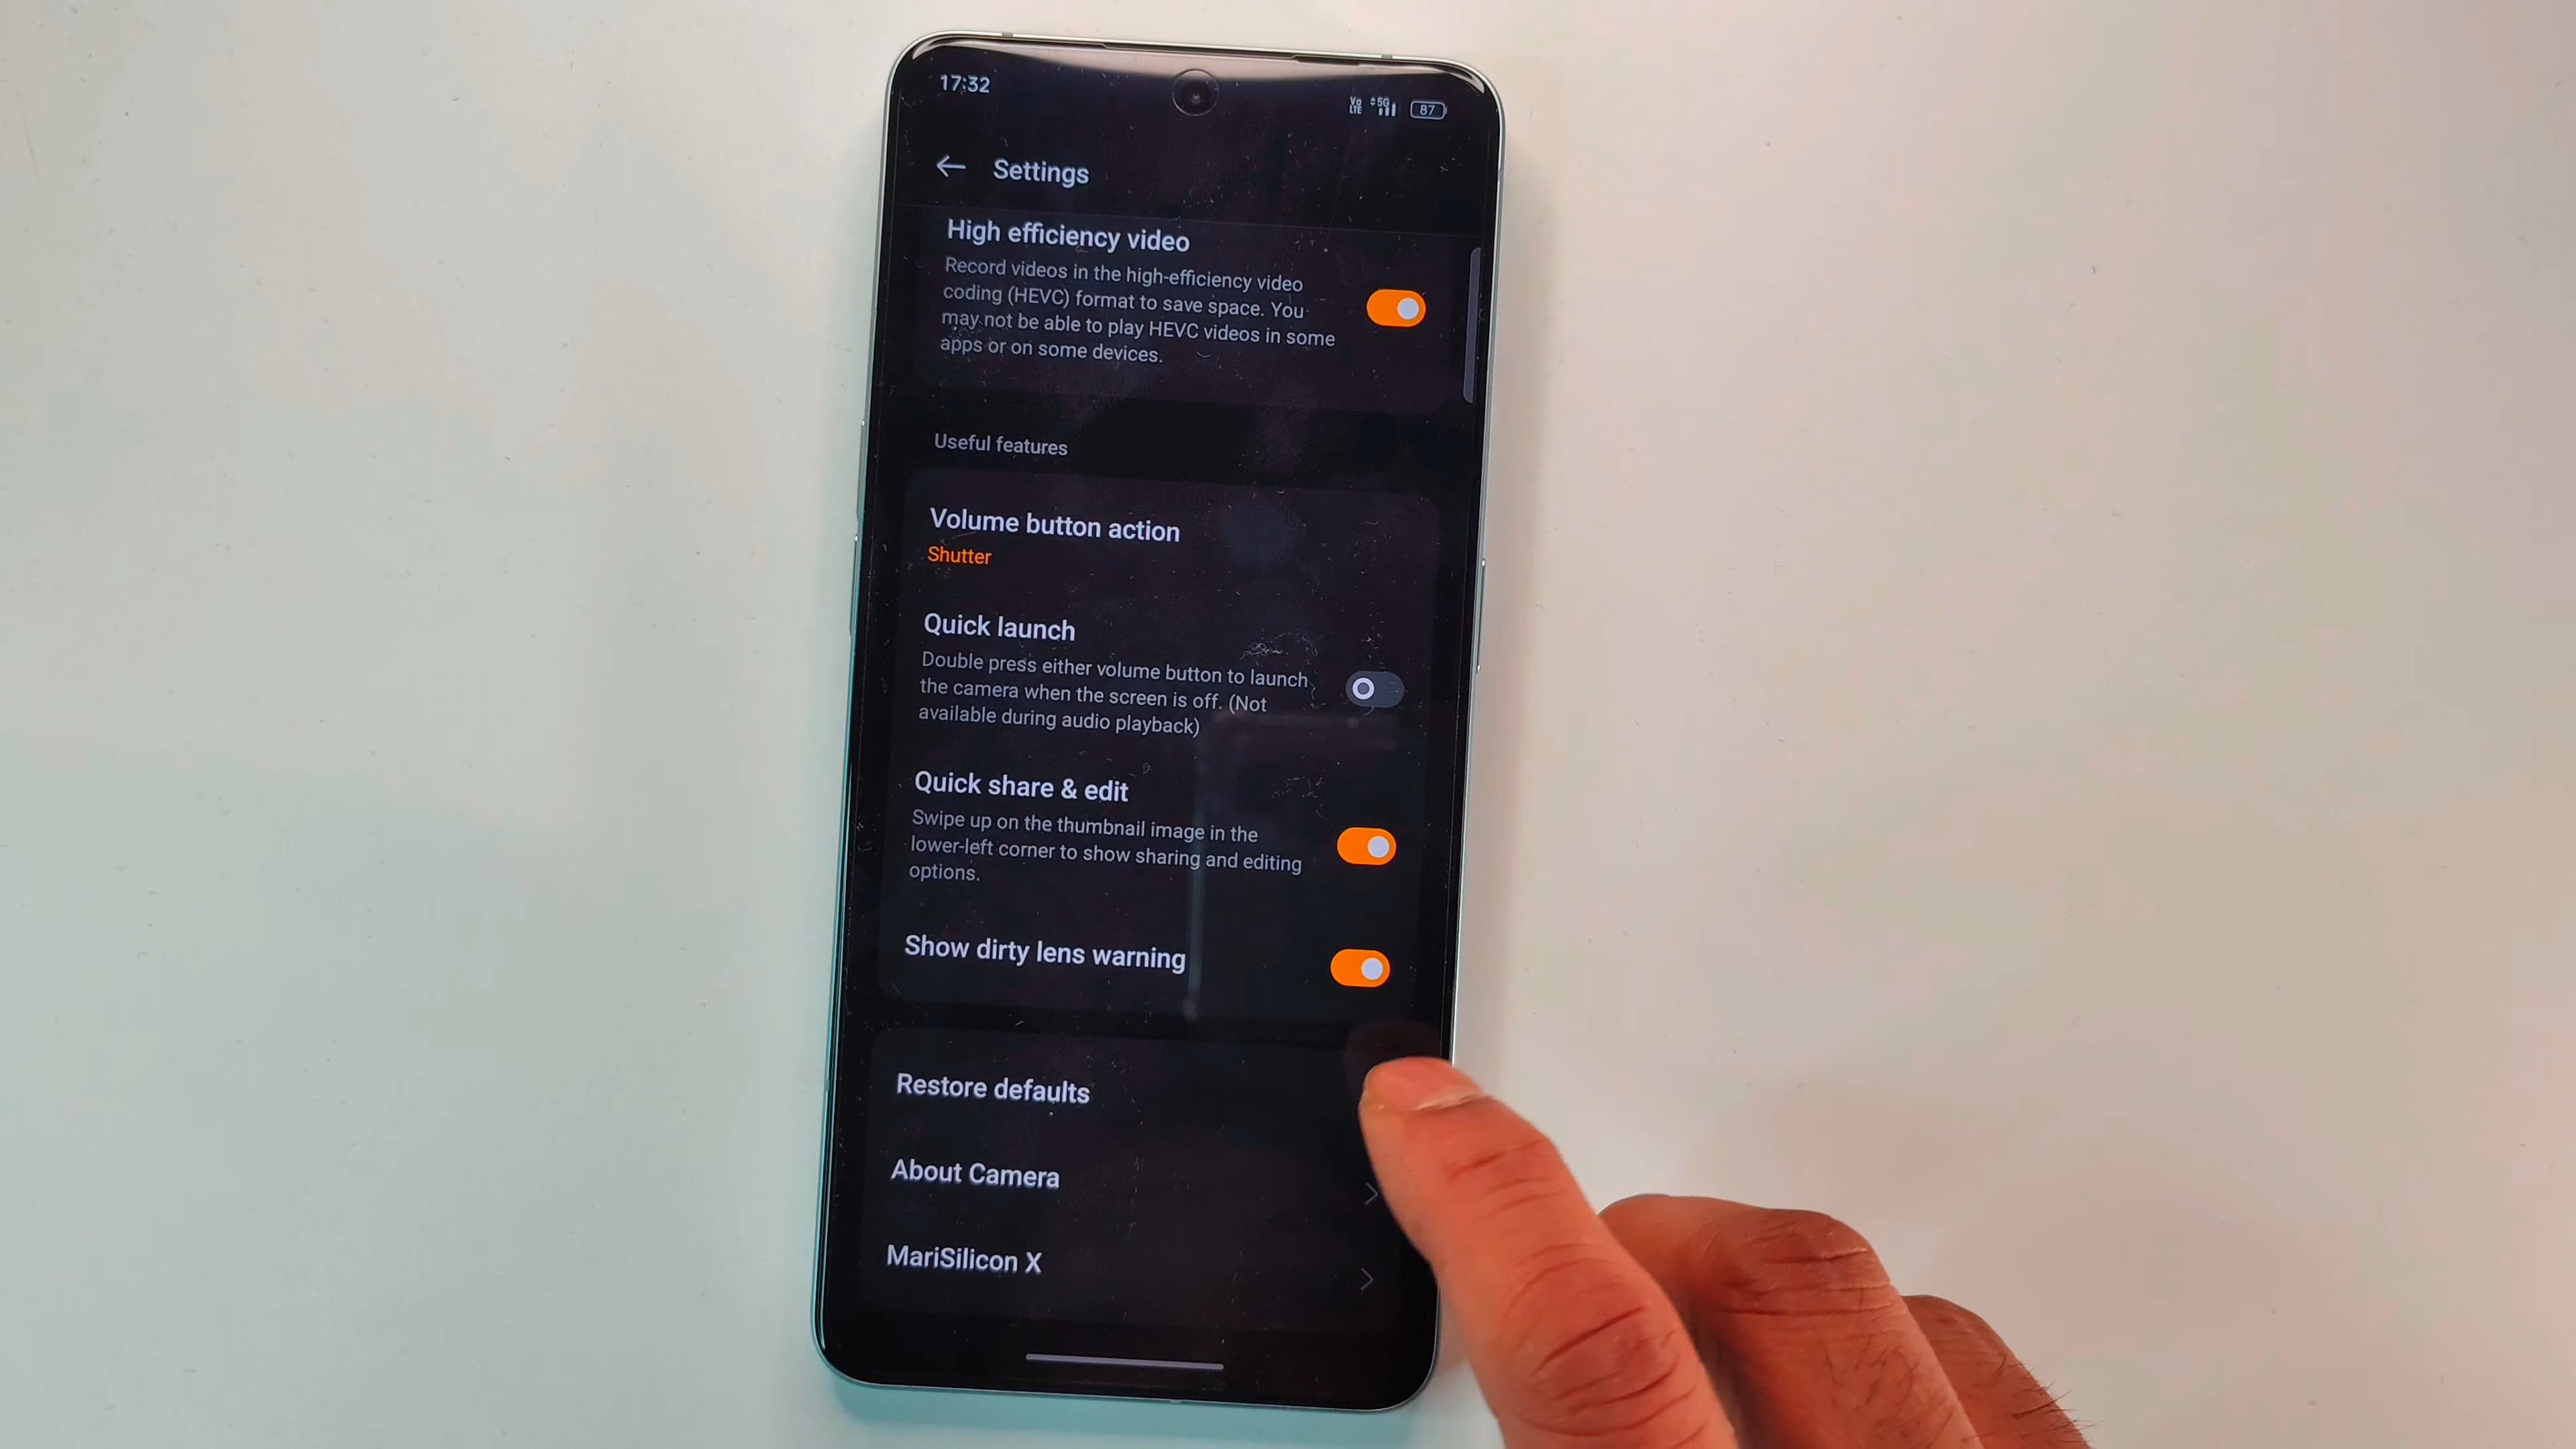 17:32
Vo LTE 5G 87
Settings
High efficiency video
Record videos in the high-efficiency video
coding (HEVC) format to save space. You
may not be able to play HEVC videos in some
apps or on some devices.
Useful features
Volume button action
Shutter
Quick launch
Double press either volume button to launch
the camera when the screen is off. (Not
available during audio playback)
Quick share & edit
Swipe up on the thumbnail image in the
lower-left corner to show sharing and editing
options.
Show dirty lens warning
Restore defaults
About Camera
MariSilicon X